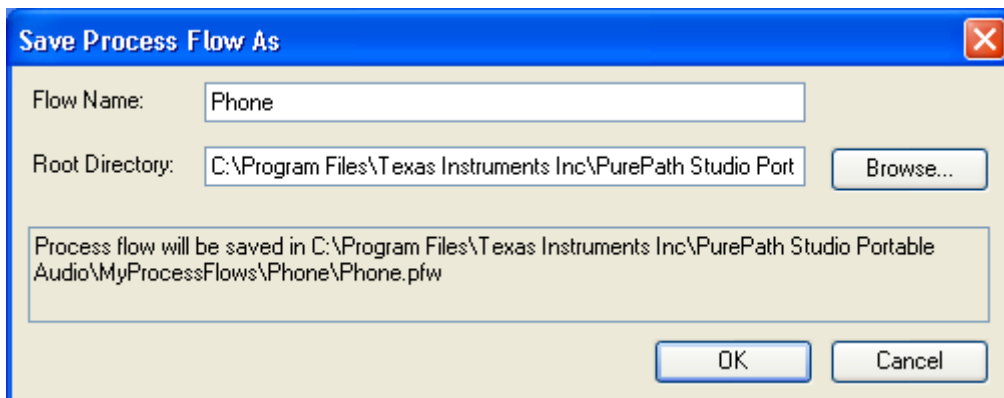 Save Process Flow As
Flow Name: Phone
Root Directory: C:\Program Files\Texas Instruments Inc\PurePath Studio Port Browse...
Process flow will be saved in C:\Program Files\Texas Instruments Inc\PurePath Studio Portable
Audio\MyProcessFlows\Phone\Phone.pfw
OK Cancel